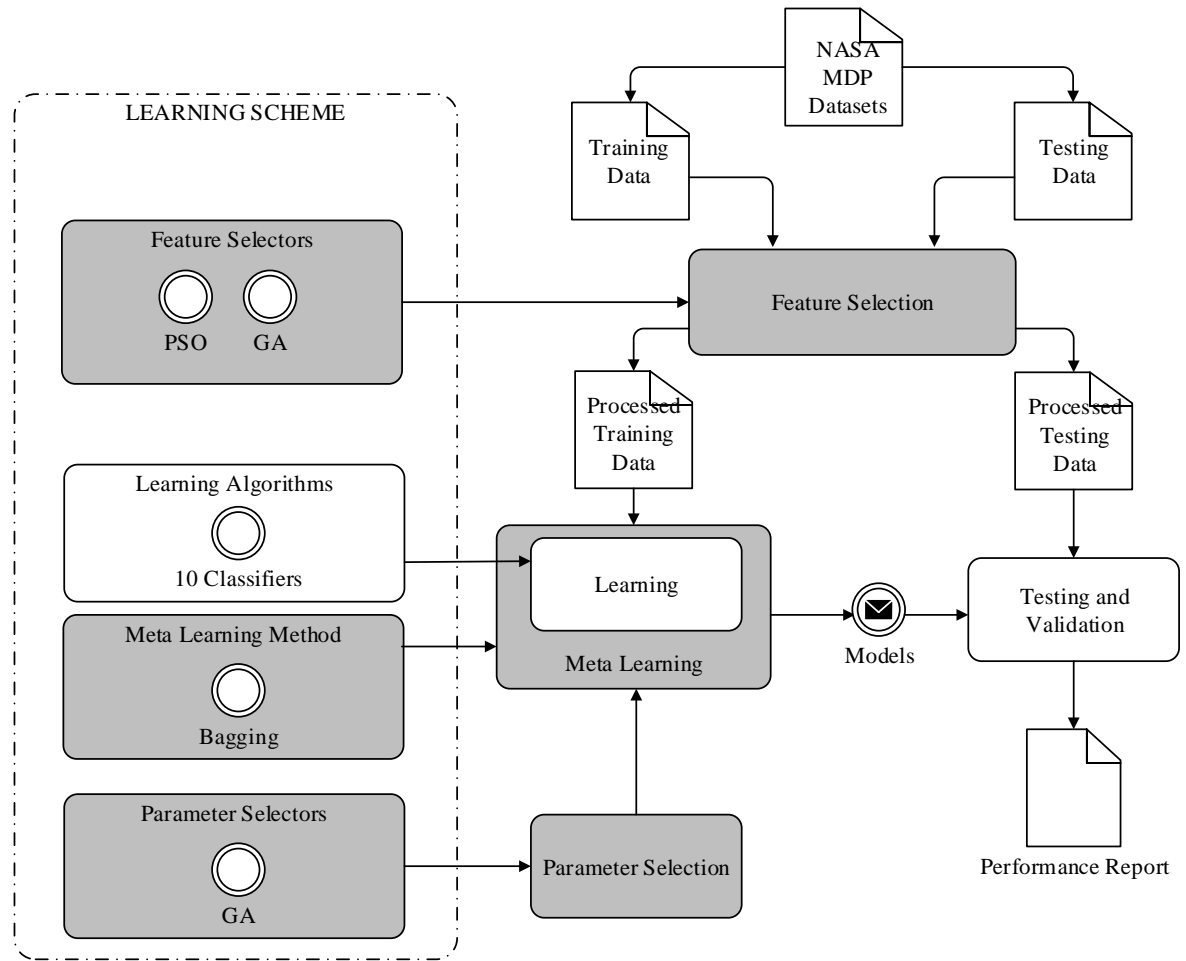 NASA
MDP
Datasets
LEARNING SCHEME
Training
Data
Testing
Data
Feature Selectors
PSO
GA
Feature Selection
Processed
Training
Data
Processed
Testing
Data
Learning Algorithms
10 Classifiers
Learning
Meta Learning
Models
Testing and
Validation
Meta Learning Method
Bagging
Parameter Selectors
GA
Parameter Selection
Performance Report